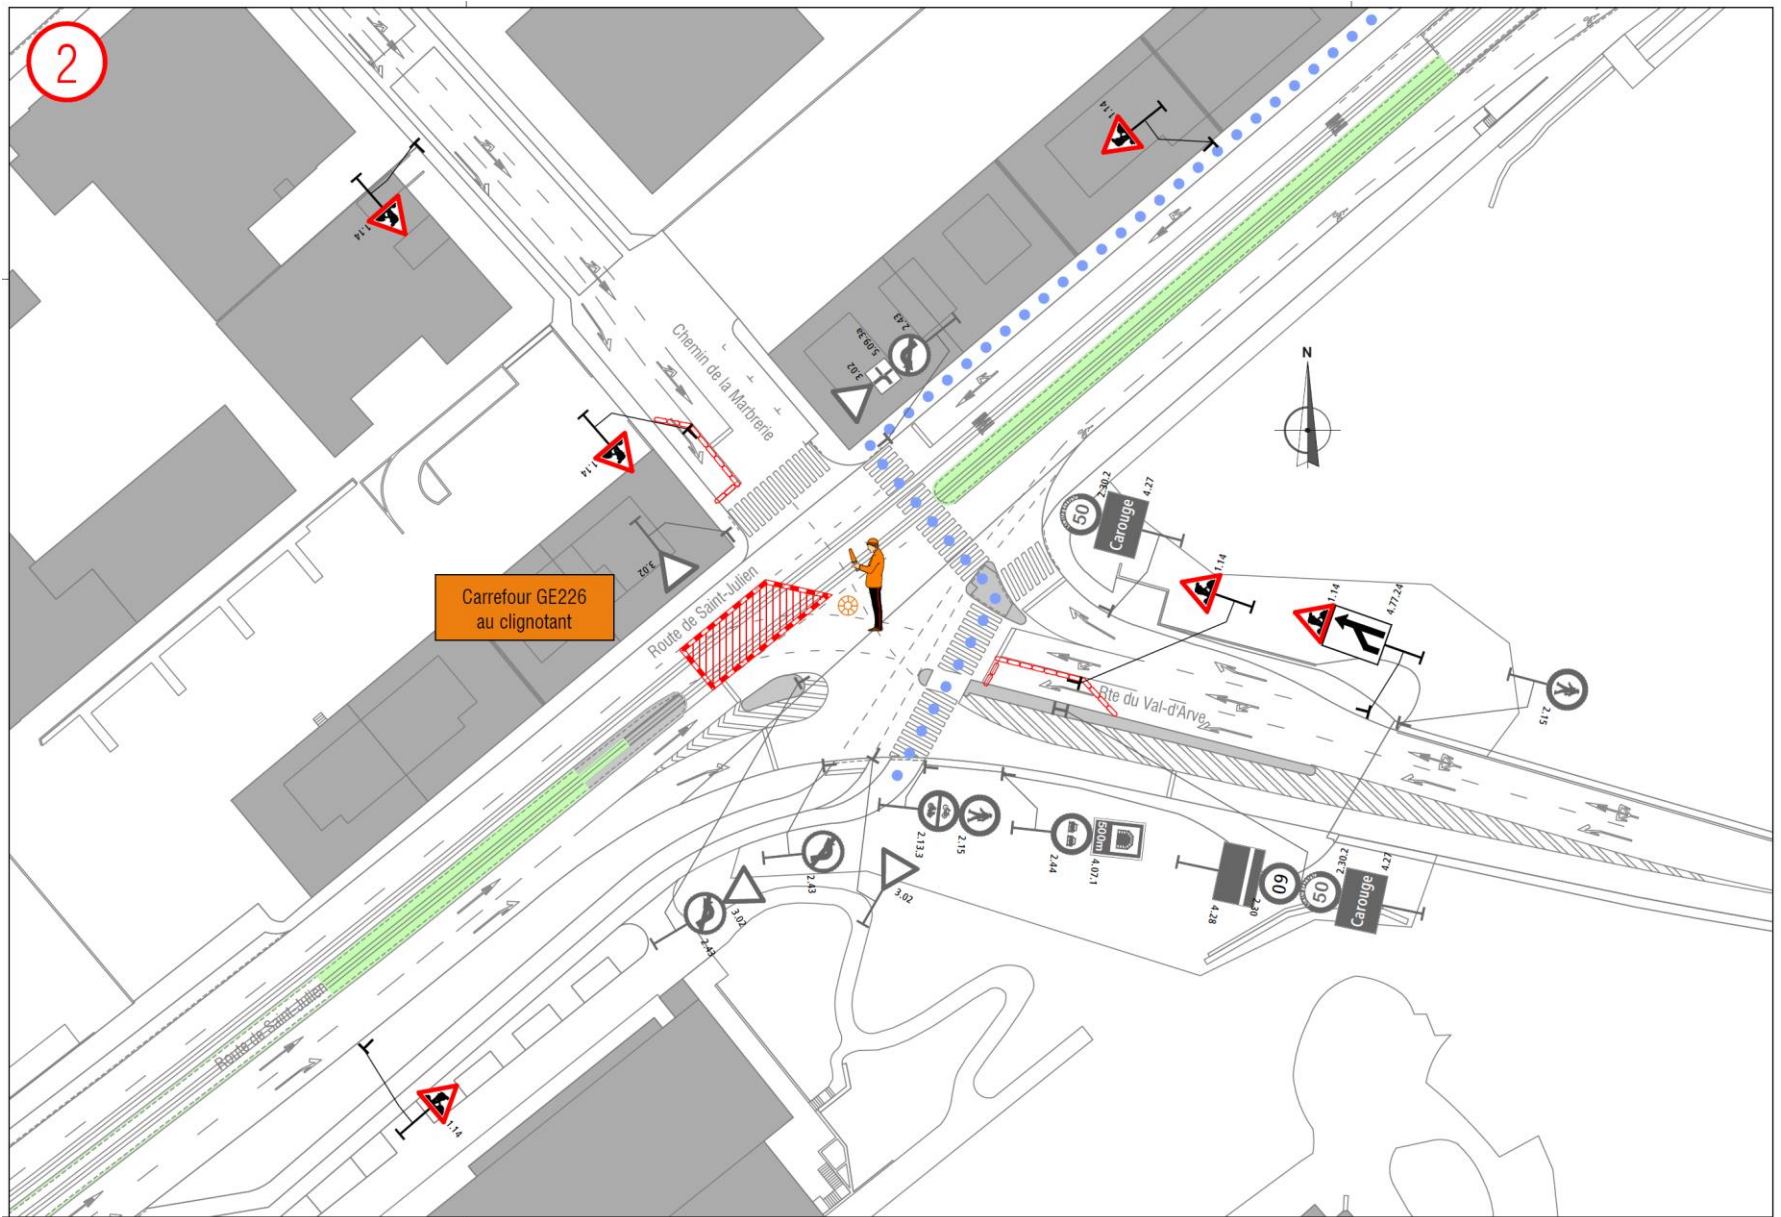 2
1.14
1.14
N
Chemin de la Marbrerie
2.43
5.09.3a
3.02
1.14
3.02
Carrefour GE226
au clignotant
Route de Saint-Julien
50
2.30.2
Carouge
4.27
1.14
1.14
4.77.24
2.15
Rte du Val-d'Arve
2.13.3
2.15
2.44
500m
4.07.1
4.28
60
2.30
50
2.30.2
Carouge
4.27
2.43
3.02
3.02
2.43
Route de Saint-Julien
1.14